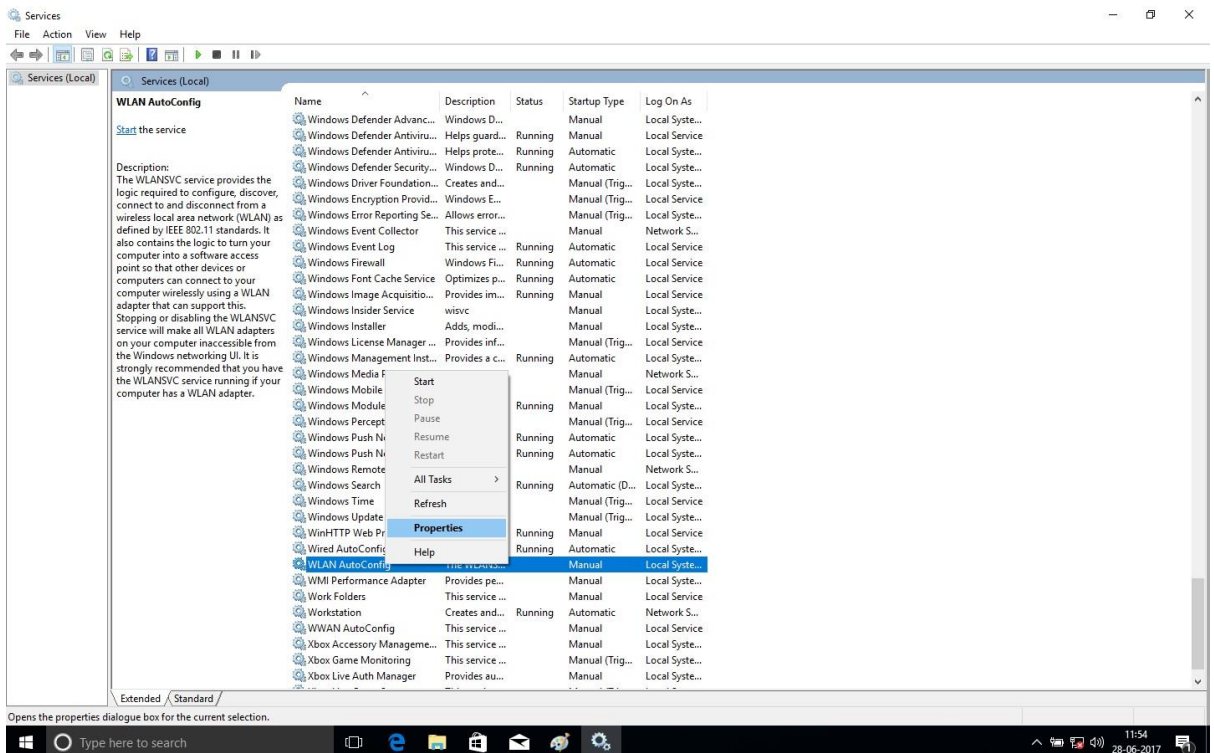 Services
File Action View Help
Services (Local)
Services (Local)
WLAN AutoConfig
Start the service
Description:
The WLANSVC service provides the
logic required to configure, discover,
connect to and disconnect from a
wireless local area network (WLAN) as
defined by IEEE 802.11 standards. It
also contains the logic to turn your
computer into a software access
point so that other devices or
computers can connect to your
computer wirelessly using a WLAN
adapter that can support this.
Stopping or disabling the WLANSVC
service will make all WLAN adapters
on your computer inaccessible from
the Windows networking UI. It is
strongly recommended that you have
the WLANSVC service running if your
computer has a WLAN adapter.
Name Description Status Startup Type Log On As
Windows Defender Advanc... Windows D... Manual Local Syste...
Windows Defender Antiviru... Helps guard... Running Manual Local Service
Windows Defender Antiviru... Helps prote... Running Automatic Local Syste...
Windows Defender Security... Windows D... Running Automatic Local Syste...
Windows Driver Foundation... Creates and... Manual (Trig... Local Syste...
Windows Encryption Provid... Windows E... Manual (Trig... Local Service
Windows Error Reporting Se... Allows error... Manual (Trig... Local Syste...
Windows Event Collector This service ... Manual Network S...
Windows Event Log This service ... Running Automatic Local Service
Windows Firewall Windows Fi... Running Automatic Local Service
Windows Font Cache Service Optimizes p... Running Automatic Local Service
Windows Image Acquisitio... Provides im... Running Manual Local Service
Windows Insider Service wisvc Manual Local Syste...
Windows Installer Adds, modi... Manual Local Syste...
Windows License Manager ... Provides inf... Manual (Trig... Local Service
Windows Management Inst... Provides a c... Running Automatic Local Syste...
Windows Media Manual Network S...
Windows Mobile Manual (Trig... Local Service
Windows Module Running Manual Local Syste...
Windows Percept Manual (Trig... Local Service
Windows Push N Running Automatic Local Syste...
Windows Push N Running Automatic Local Syste...
Windows Remote Manual Network S...
Windows Search Running Automatic (D... Local Syste...
Windows Time Manual (Trig... Local Service
Windows Update Manual (Trig... Local Syste...
WinHTTP Web Pr Running Manual Local Service
Wired AutoConfig Running Automatic Local Syste...
WLAN AutoConfig The WLANS... Manual Local Syste...
WMI Performance Adapter Provides pe... Manual Local Syste...
Work Folders This service ... Manual Local Service
Workstation Creates and... Running Automatic Network S...
WWAN AutoConfig This service ... Manual Local Service
Xbox Accessory Manageme... This service ... Manual Local Syste...
Xbox Game Monitoring This service ... Manual (Trig... Local Syste...
Xbox Live Auth Manager Provides au... Manual Local Syste...
Start
Stop
Pause
Resume
Restart
All Tasks
Refresh
Properties
Help
Extended Standard
Opens the properties dialogue box for the current selection.
Type here to search
11:54
28-06-2017